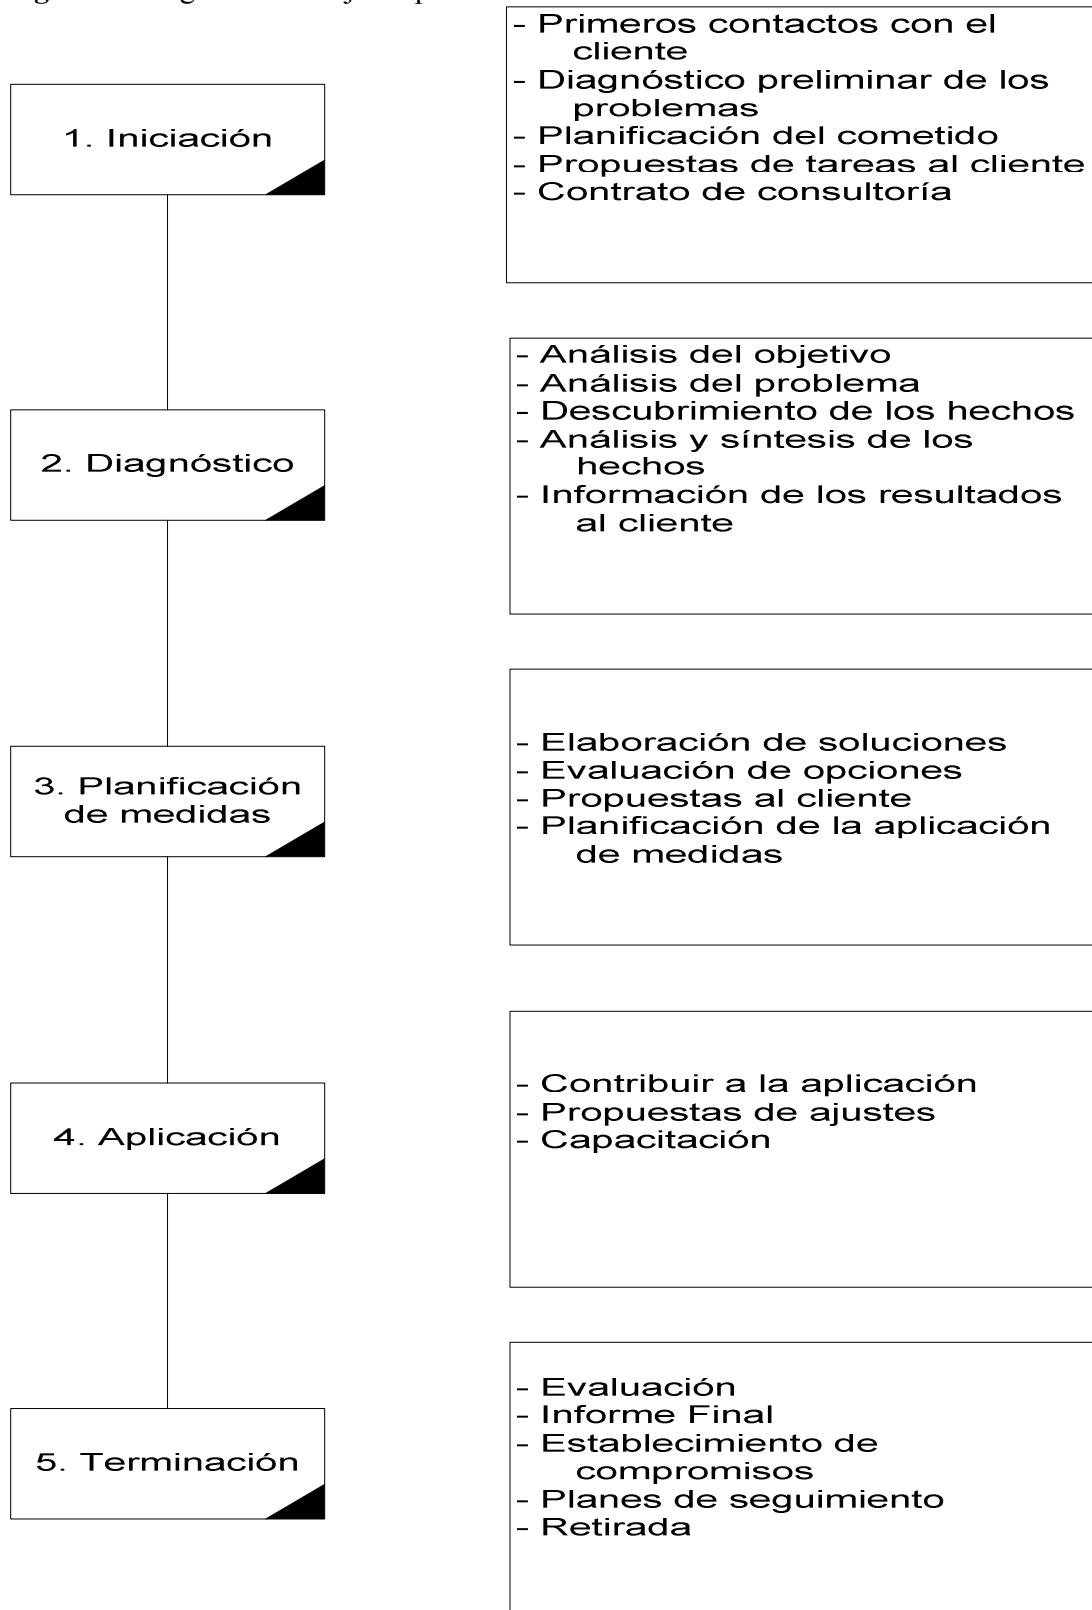 - Primeros contactos con el
cliente
- Diagnóstico preliminar de los
problemas
- Planificación del cometido
- Propuestas de tareas al cliente
- Contrato de consultoría
1. Iniciación
- Análisis del objetivo
- Análisis del problema
- Descubrimiento de los hechos
- Análisis y síntesis de los
hechos
- Información de los resultados
al cliente
2. Diagnóstico
- Elaboración de soluciones
- Evaluación de opciones
- Propuestas al cliente
- Planificación de la aplicación
de medidas
3. Planificación
de medidas
- Contribuir a la aplicación
- Propuestas de ajustes
- Capacitación
4. Aplicación
- Evaluación
- Informe Final
- Establecimiento de
compromisos
- Planes de seguimiento
- Retirada
5. Terminación